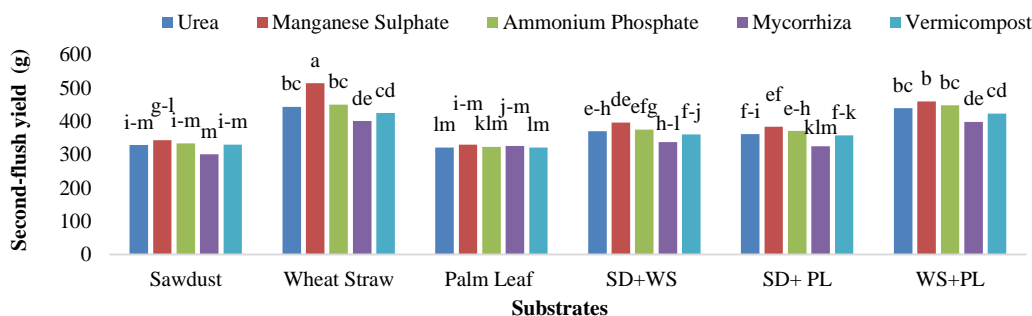 Urea Manganese Sulphate Ammonium Phosphate Mycorrhiza Vermicompost
Second-flush yield (g)
600
500
400
300
200
100
0
i-m g-l i-m m i-m
bc a bc de cd
lm i-m klm j-m lm
e-h de efg h-l f-j
f-i ef e-h klm f-k
bc b bc de cd
Sawdust Wheat Straw Palm Leaf SD+WS SD+ PL WS+PL
Substrates